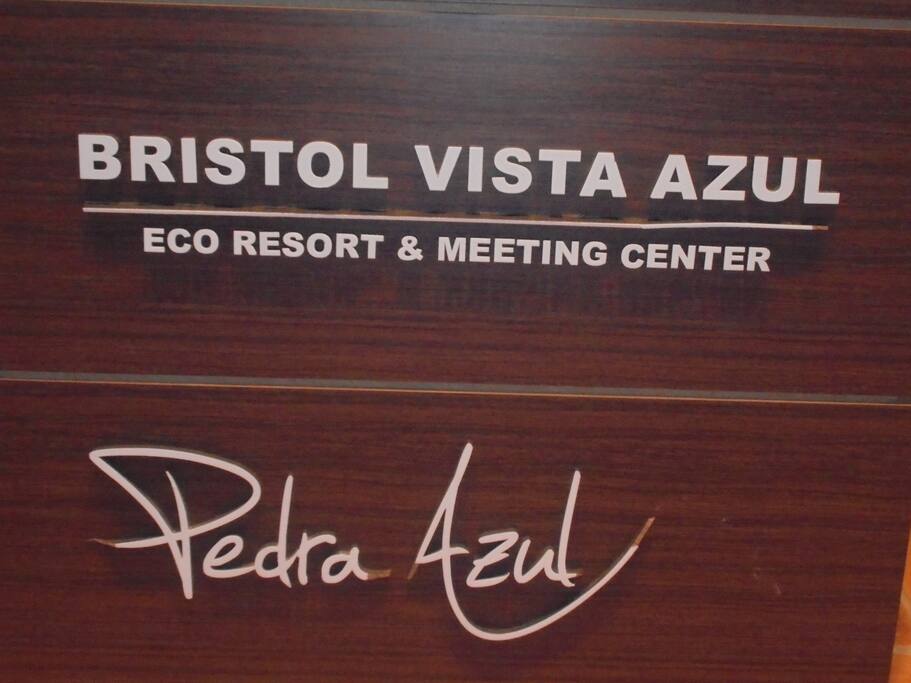 BRISTOL VISTA AZUL
ECO RESORT & MEETING CENTER
Pedra Azul